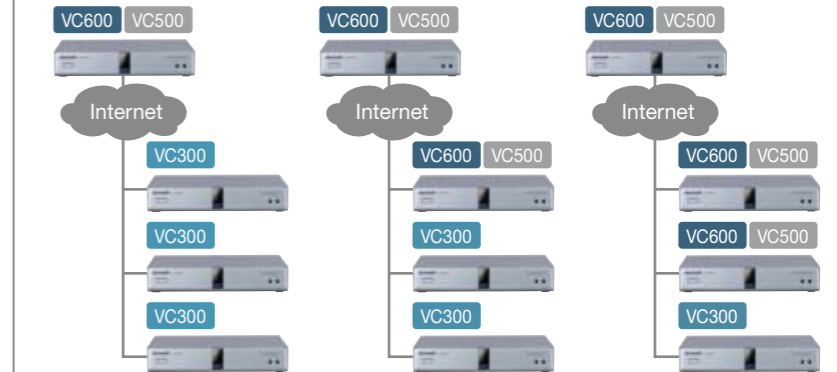 VC600 VC500 VC600 VC500 VC600 VC500
Internet Internet Internet
VC300 VC600 VC500 VC600 VC500
VC300 VC300 VC600 VC500
VC300 VC300 VC300